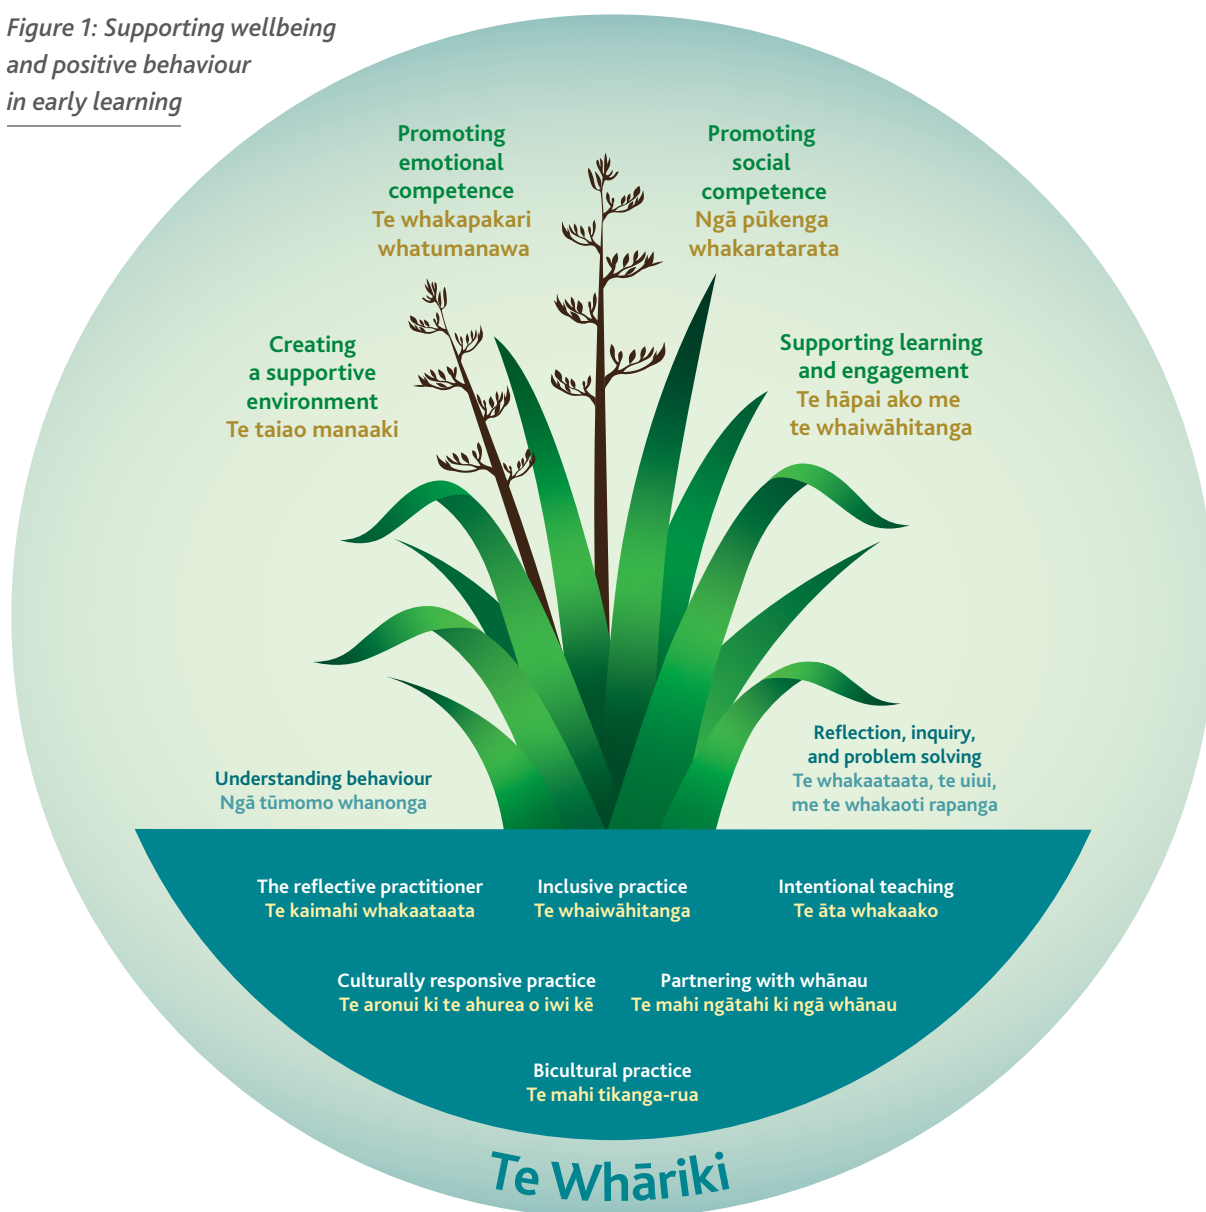 Figure 1: Supporting wellbeing
and positive behaviour
in early learning
Promoting
emotional
competence
Te whakapakari
whatumanawa
Promoting
social
competence
Ngā pūkenga
whakaratarata
Creating
a supportive
environment
Te taiao manaaki
Supporting learning
and engagement
Te hāpai ako me
te whaiwāhitanga
Understanding behaviour
Ngā tūmomo whanonga
Reflection, inquiry,
and problem solving
Te whakaataata, te uiui,
me te whakaoti rapanga
The reflective practitioner
Te kaimahi whakaataata
Inclusive practice
Te whaiwāhitanga
Intentional teaching
Te āta whakaako
Culturally responsive practice
Te aronui ki te ahurea o iwi kē
Partnering with whānau
Te mahi ngātahi ki ngā whānau
Bicultural practice
Te mahi tikanga-rua
Te Whāriki